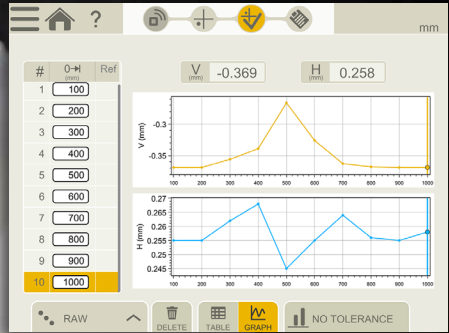 ?
mm
# 0 (mm) Ref
V (mm) -0.369
H (mm) 0.258
1 100
2 200
3 300
4 400
5 500
6 600
7 700
8 800
9 900
10 1000
V (mm)
-0.3
-0.35
100 200 300 400 500 600 700 800 900 1000
H (mm)
0.27
0.265
0.26
0.255
0.25
0.245
100 200 300 400 500 600 700 800 900 1000
RAW
DELETE
TABLE
GRAPH
NO TOLERANCE